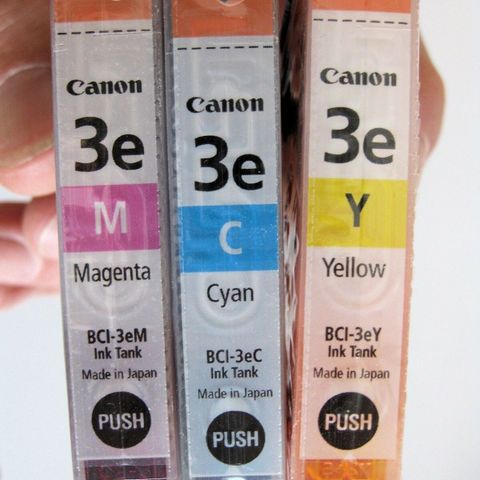 Canon
3e
M
Magenta
BCI-3eM
Ink Tank
Made in Japan
PUSH
Canon
3e
C
Cyan
BCI-3eC
Ink Tank
Made in Japan
PUSH
Canon
3e
Y
Yellow
BCI-3eY
Ink Tank
Made in Japan
PUSH